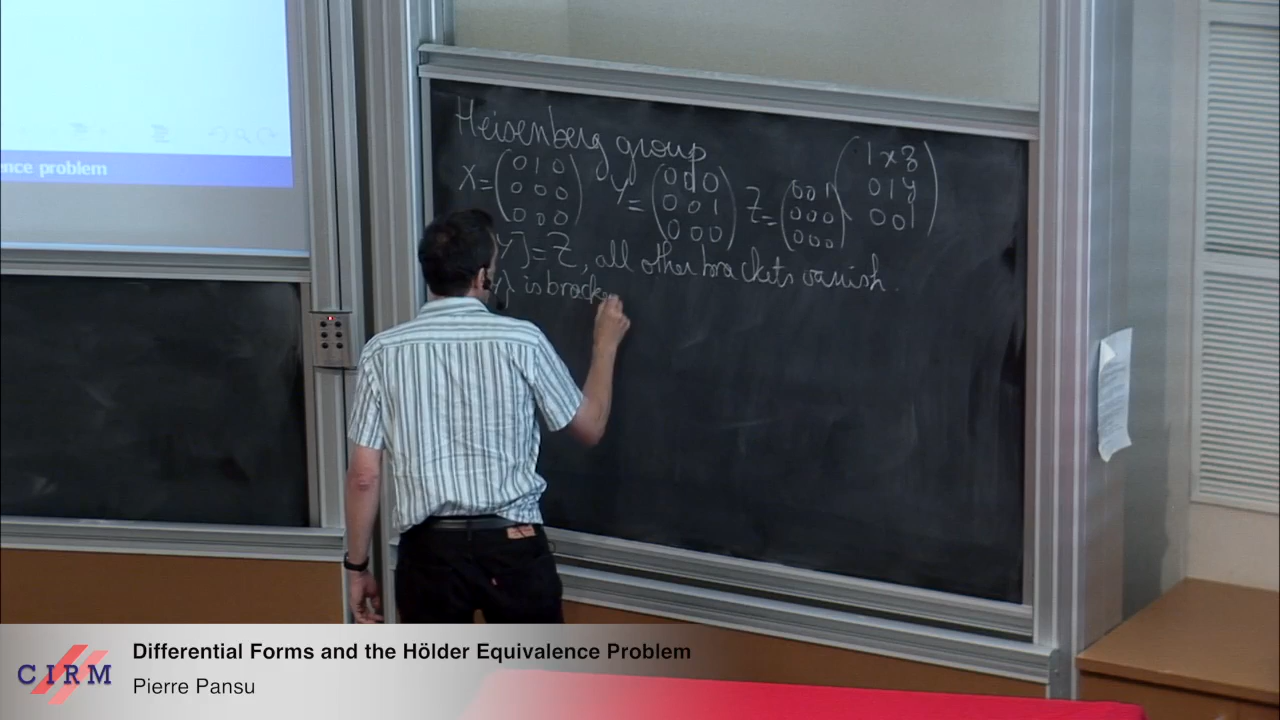 ence problem
Heisenberg group
X = ( 0 1 0 Y = ( 0 0 0 Z = ( 0 0 1 ( 1 x z
0 0 0 0 0 1 0 0 0 0 1 y
0 0 0 ) 0 0 0 ) 0 0 0 ) 0 0 1 )
Y] = Z, all other brackets vanish.
Y} is bracke
CIRM
Differential Forms and the Hölder Equivalence Problem
Pierre Pansu